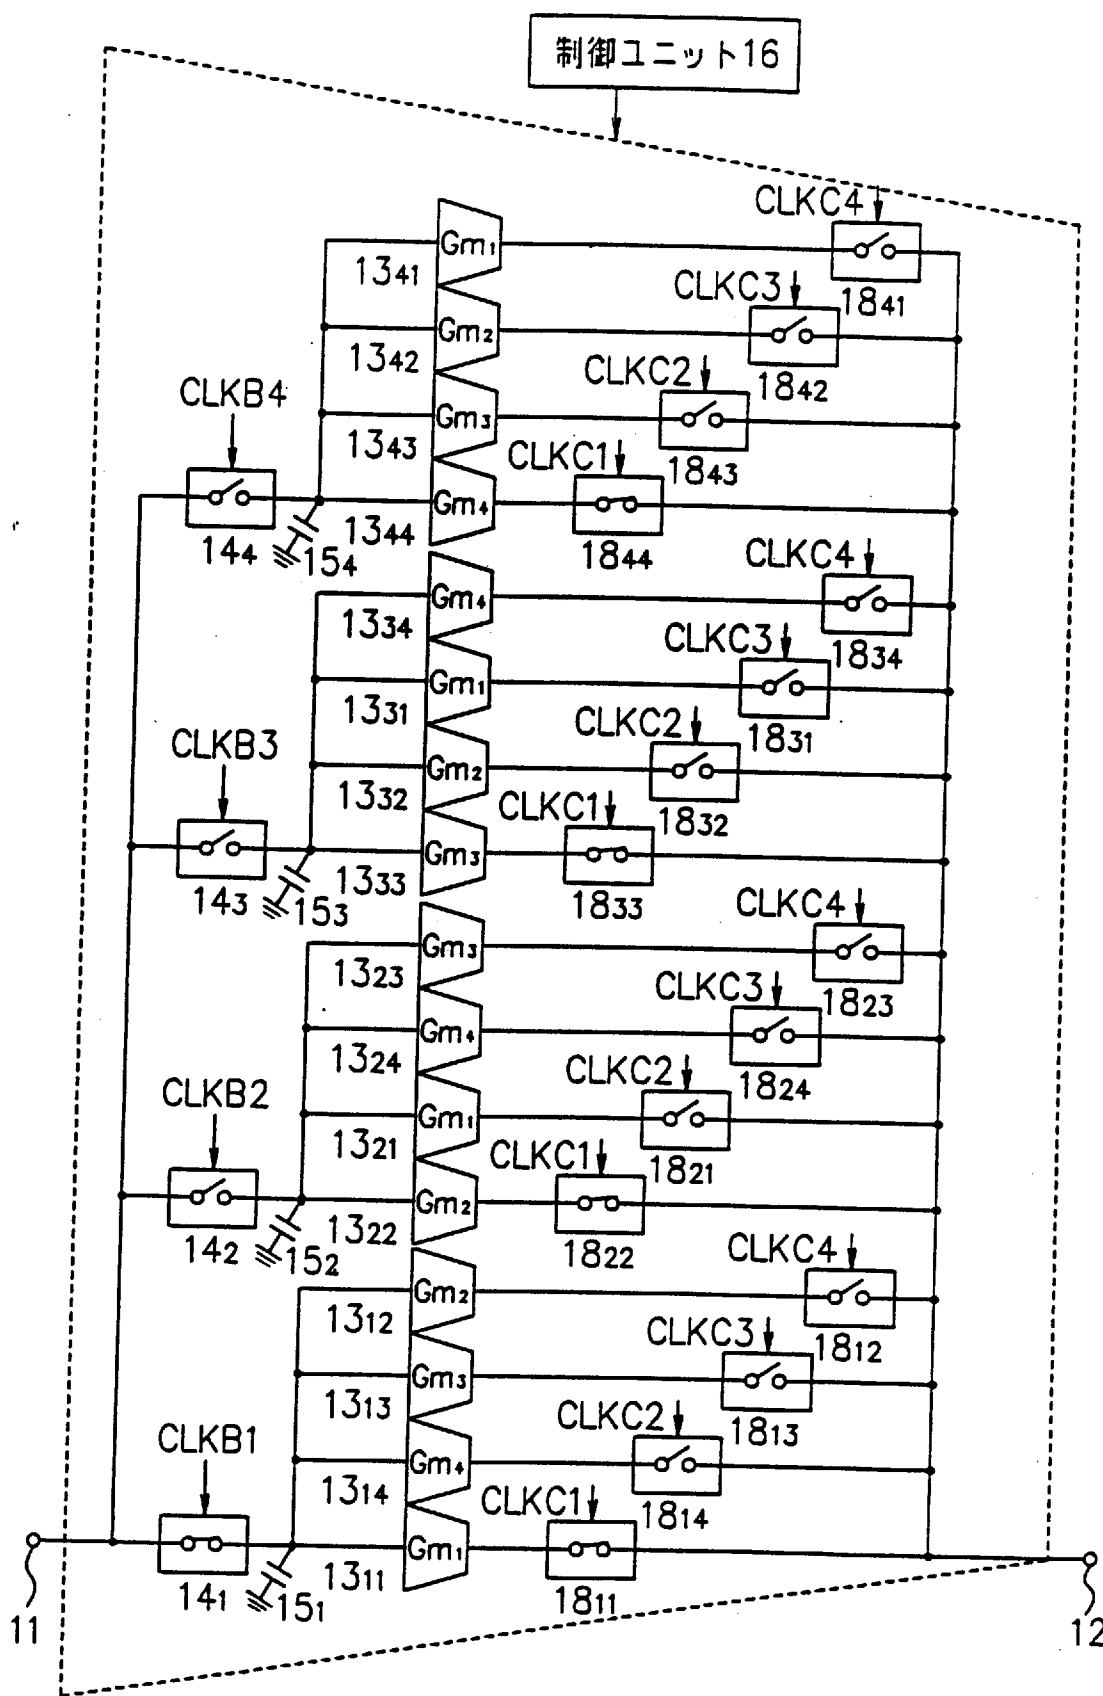 制御ユニット16
CLKC4
Gm1
1341
1841
CLKC3
Gm2
1342
1842
CLKC2
CLKB4
Gm3
1343
1843
CLKC1
Gm4
1344
1844
144
154
CLKC4
Gm4
1334
1834
CLKC3
Gm1
1331
1831
CLKC2
CLKB3
Gm2
1332
1832
CLKC1
Gm3
1333
1833
143
153
CLKC4
Gm3
1323
1823
CLKC3
Gm4
1324
1824
CLKC2
CLKB2
Gm1
1321
1821
CLKC1
Gm2
1322
1822
142
152
CLKC4
Gm2
1312
1812
CLKC3
Gm3
1313
1813
CLKC2
CLKB1
Gm4
1314
1814
CLKC1
Gm1
1311
1811
141
151
11
12